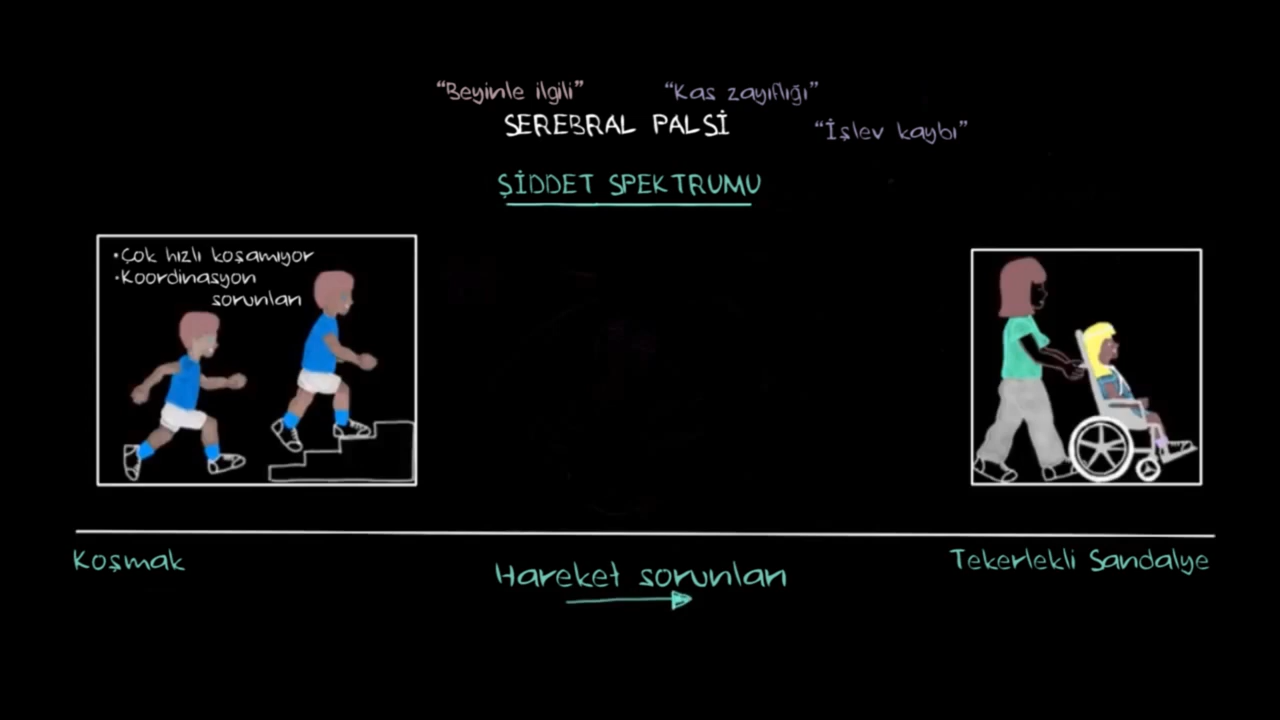 “Beyinle ilgili” “Kas zayıflığı”
SEREBRAL PALSİ “İşlev kaybı”
ŞİDDET SPEKTRUMU
•Çok hızlı koşamıyor
•Koordinasyon
sorunları
Koşmak
Hareket sorunları
Tekerlekli Sandalye